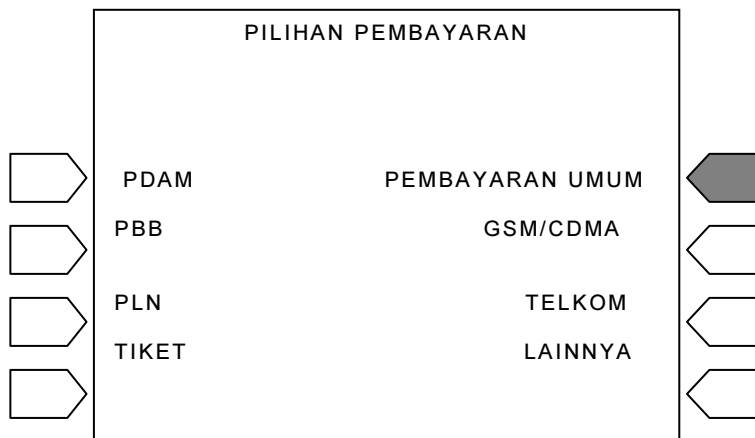 PILIHAN PEMBAYARAN
PDAM PEMBAYARAN UMUM
PBB GSM/CDMA
PLN TELKOM
TIKET LAINNYA